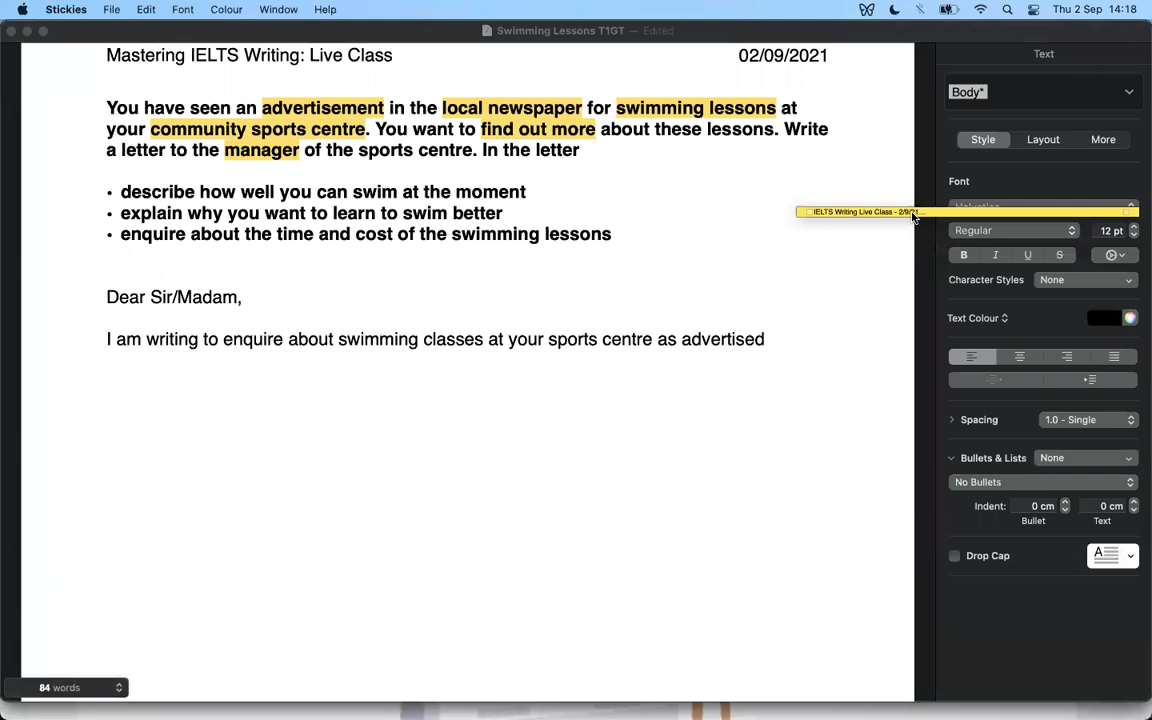 Stickies File Edit Font Colour Window Help Thu 2 Sep 14:18
Swimming Lessons T1GT — Edited
Text
Mastering IELTS Writing: Live Class 02/09/2021
Body*
You have seen an advertisement in the local newspaper for swimming lessons at
your community sports centre. You want to find out more about these lessons. Write
a letter to the manager of the sports centre. In the letter
Style Layout More
Font
• describe how well you can swim at the moment
• explain why you want to learn to swim better
• enquire about the time and cost of the swimming lessons
IELTS Writing Live Class - 2/9/21...
Regular 12 pt
B I U S
Character Styles None
Dear Sir/Madam,
Text Colour
I am writing to enquire about swimming classes at your sports centre as advertised
Spacing 1.0 - Single
Bullets & Lists None
No Bullets
Indent: 0 cm 0 cm
Bullet Text
Drop Cap
84 words